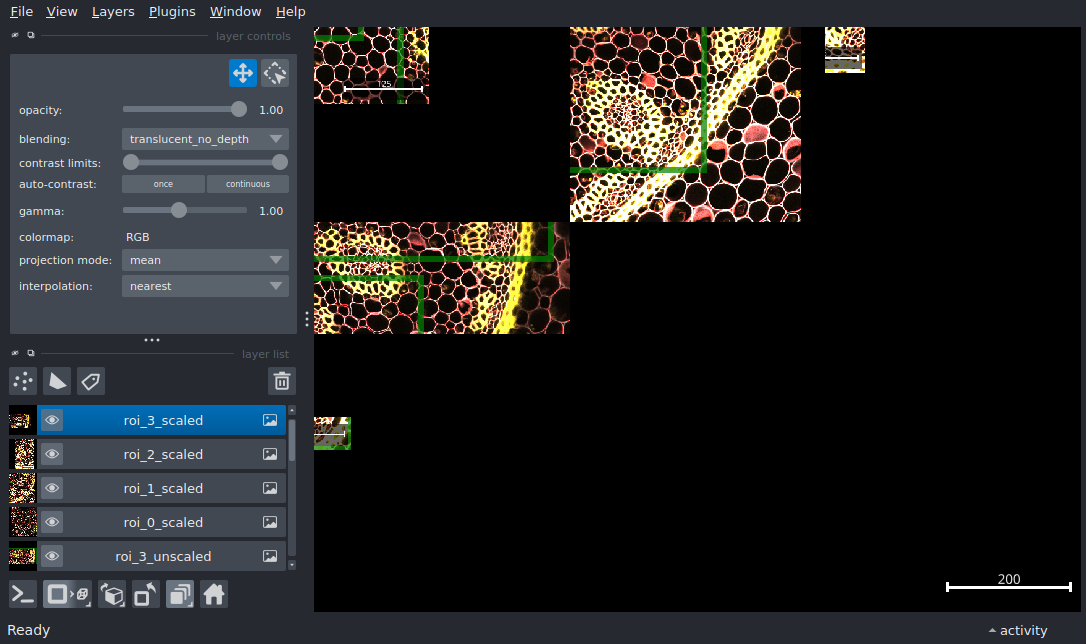 File View Layers Plugins Window Help
layer controls
opacity: 1.00
blending: translucent_no_depth
contrast limits:
auto-contrast: once continuous
gamma: 1.00
colormap: RGB
projection mode: mean
interpolation: nearest
layer list
roi_3_scaled
roi_2_scaled
roi_1_scaled
roi_0_scaled
roi_3_unscaled
125
200
Ready
activity